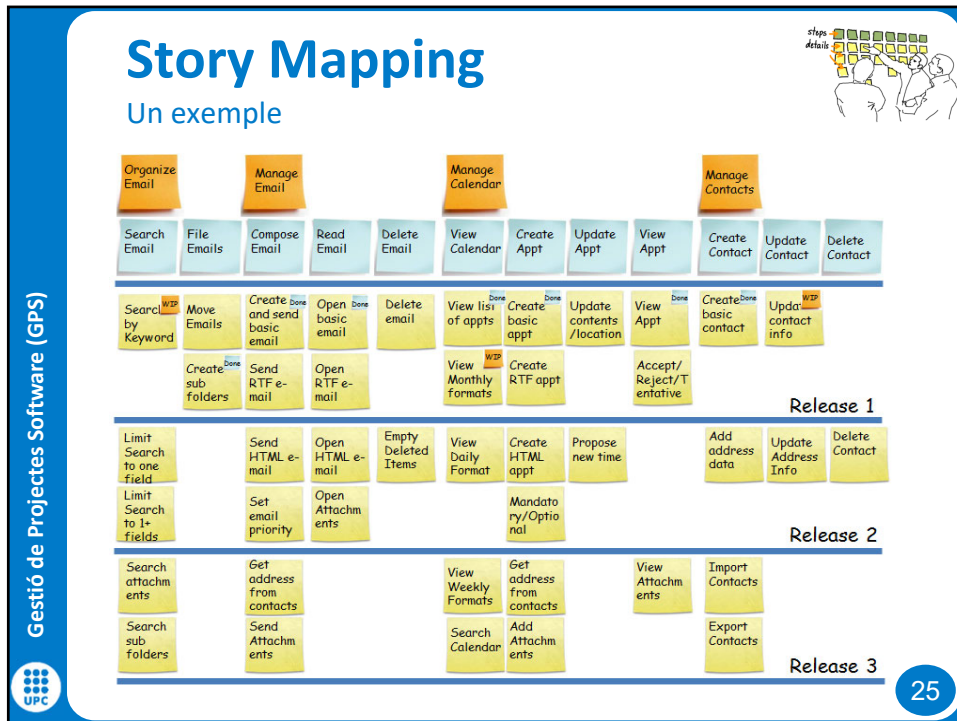 Story Mapping
Un exemple
steps
details
Organize
Email
Manage
Email
Manage
Calendar
Manage
Contacts
Search
Email
File
Emails
Compose
Email
Read
Email
Delete
Email
View
Calendar
Create
Appt
Update
Appt
View
Appt
Create
Contact
Update
Contact
Delete
Contact
Search
by
Keyword
WIP
Move
Emails
Create
and send
basic
email
Done
Open
basic
email
Done
Delete
email
View list
of appts
Done
Create
basic
appt
Done
Update
contents
/location
View
Appt
Done
Create
basic
contact
Done
Update
contact
info
WIP
Create
sub
folders
Done
Send
RTF e-
mail
Open
RTF e-
mail
View
Monthly
formats
WIP
Create
RTF appt
Accept/
Reject/T
entative
Release 1
Limit
Search
to one
field
Send
HTML e-
mail
Open
HTML e-
mail
Empty
Deleted
Items
View
Daily
Format
Create
HTML
appt
Propose
new time
Add
address
data
Update
Address
Info
Delete
Contact
Limit
Search
to 1+
fields
Set
email
priority
Open
Attachm
ents
Mandato
ry/Optio
nal
Release 2
Search
attachm
ents
Get
address
from
contacts
View
Weekly
Formats
Get
address
from
contacts
View
Attachm
ents
Import
Contacts
Search
sub
folders
Send
Attachm
ents
Search
Calendar
Add
Attachm
ents
Export
Contacts
Release 3
Gestió de Projectes Software (GPS)
UPC
25